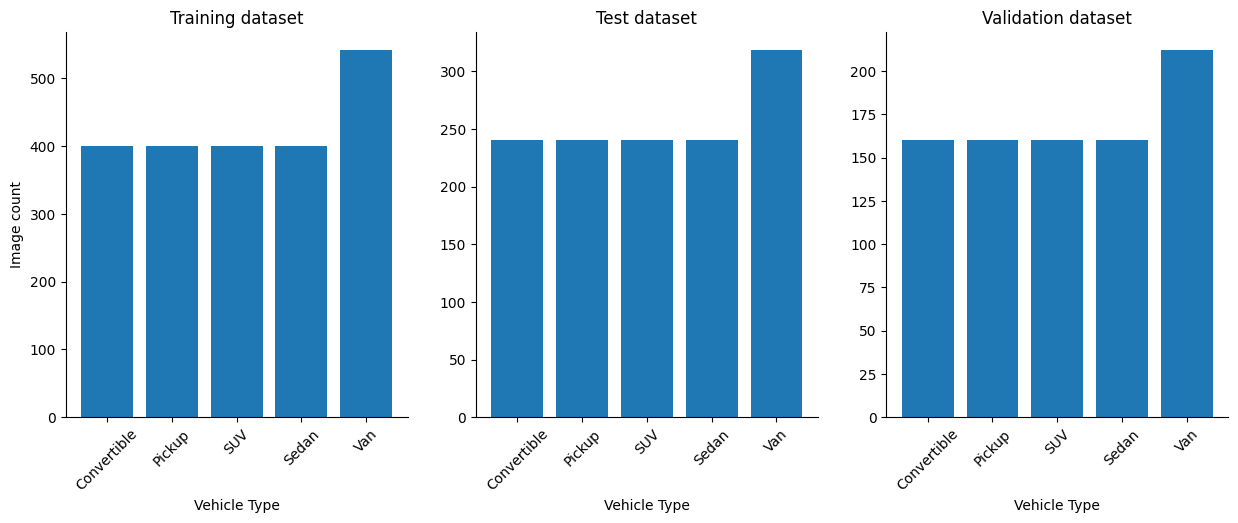 Training dataset
Test dataset
Validation dataset
Image count
500
400
300
200
100
0
Convertible
Pickup
SUV
Sedan
Van
Vehicle Type
300
250
200
150
100
50
0
Convertible
Pickup
SUV
Sedan
Van
Vehicle Type
200
175
150
125
100
75
50
25
0
Convertible
Pickup
SUV
Sedan
Van
Vehicle Type